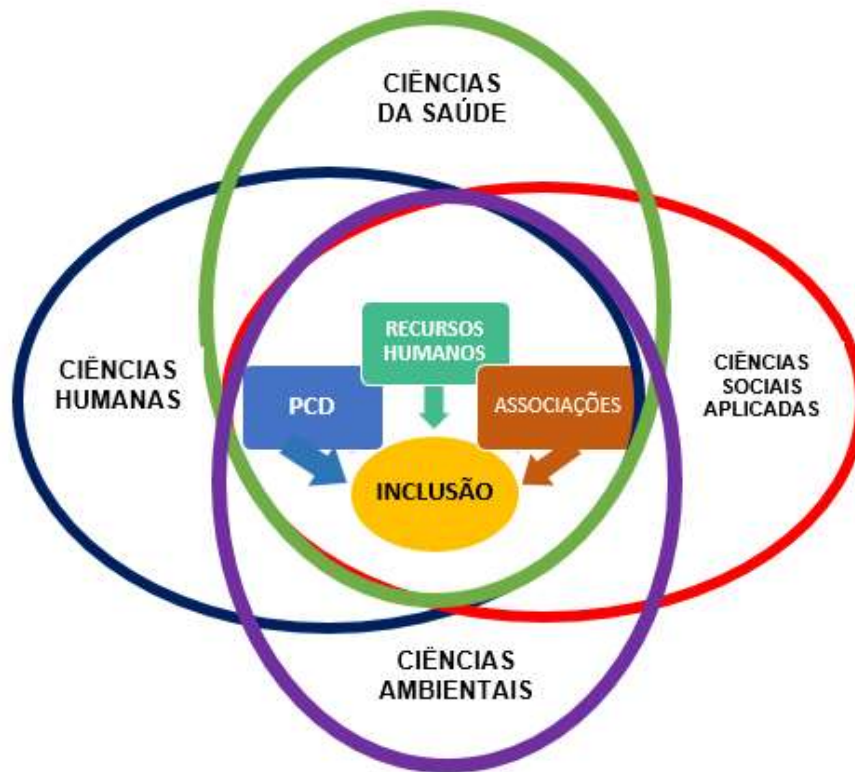 CIÊNCIAS
DA SAÚDE
RECURSOS
HUMANOS
CIÊNCIAS
HUMANAS
PCD
ASSOCIAÇÕES
CIÊNCIAS
SOCIAIS
APLICADAS
INCLUSÃO
CIÊNCIAS
AMBIENTAIS